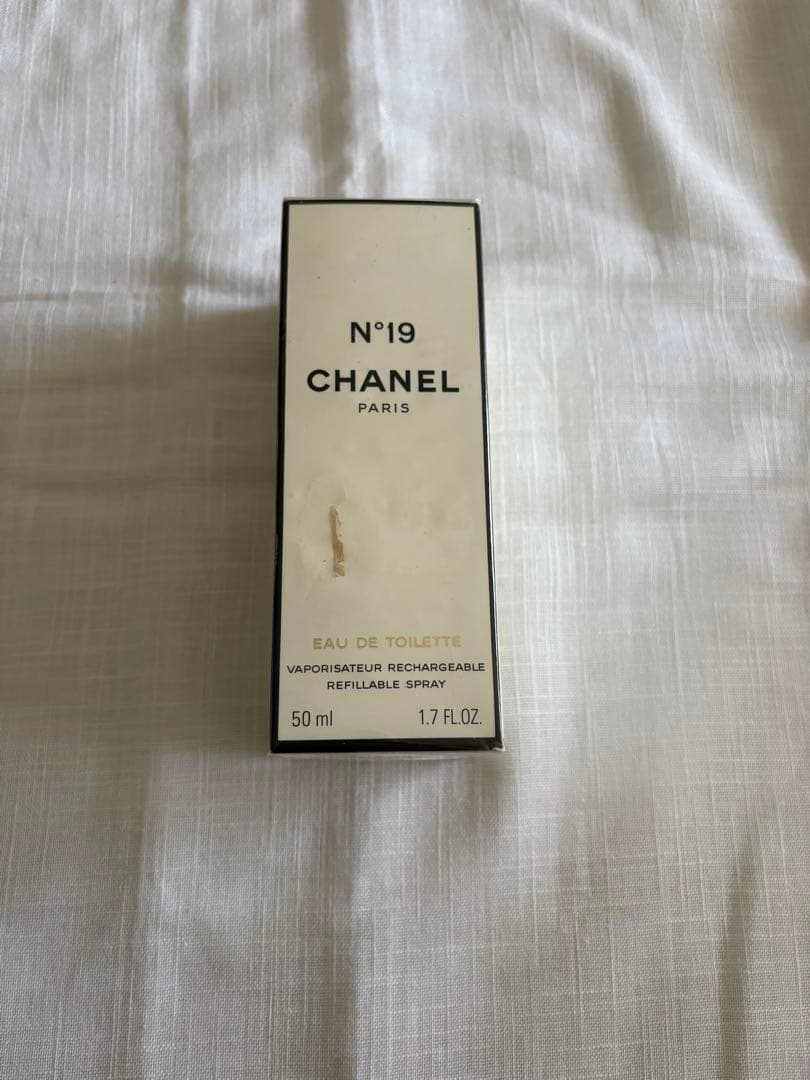 N°19
CHANEL
PARIS
EAU DE TOILETTE
VAPORISATEUR RECHARGEABLE
REFILLABLE SPRAY
50 ml 1.7 FL.OZ.